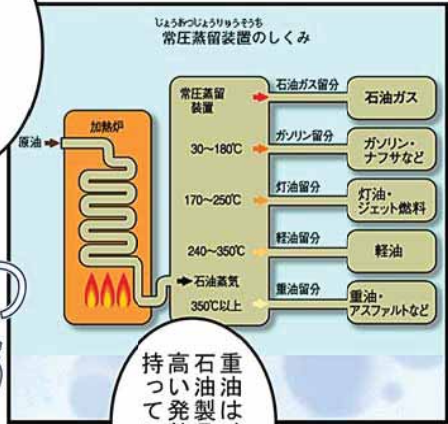 じょうあつじょうりゅうそうち
常圧蒸留装置のしくみ
原油
加熱炉
常圧蒸留
装置
30〜180℃
170〜250℃
240〜350℃
石油蒸気
350℃以上
石油ガス留分
石油ガス
ガソリン留分
ガソリン・
ナフサなど
灯油留分
灯油・
ジェット燃料
軽油留分
軽油
重油留分
重油・
アスファルトなど
重油は
石油製
高い発
持って